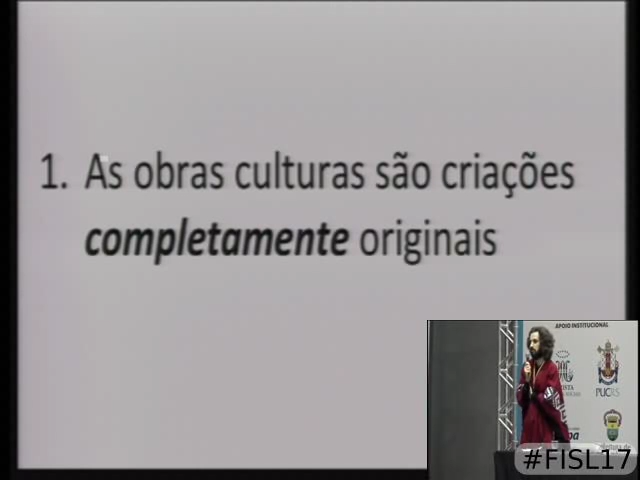 1. As obras culturas são criações
completamente originais
APOIO INSTITUCIONAL
PUCRS
#FISL17